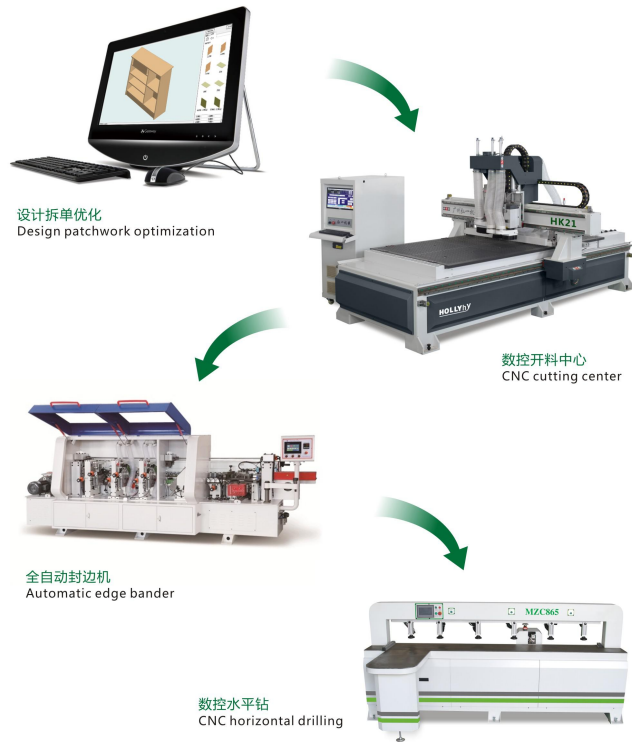 设计拆单优化
Design patchwork optimization
HK21
HOLLYhy
数控开料中心
CNC cutting center
全自动封边机
Automatic edge bander
MZC865
数控水平钻
CNC horizontal drilling